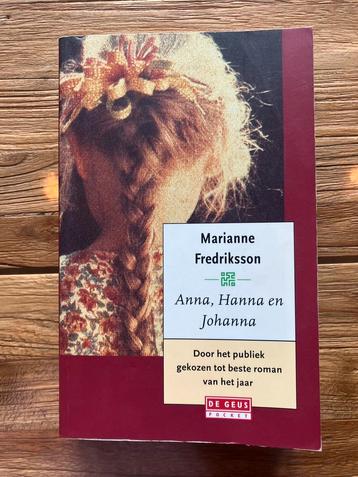 Marianne
Fredriksson
Anna, Hanna en
Johanna
Door het publiek
gekozen tot beste roman
van het jaar
DE GEUS
POCKET